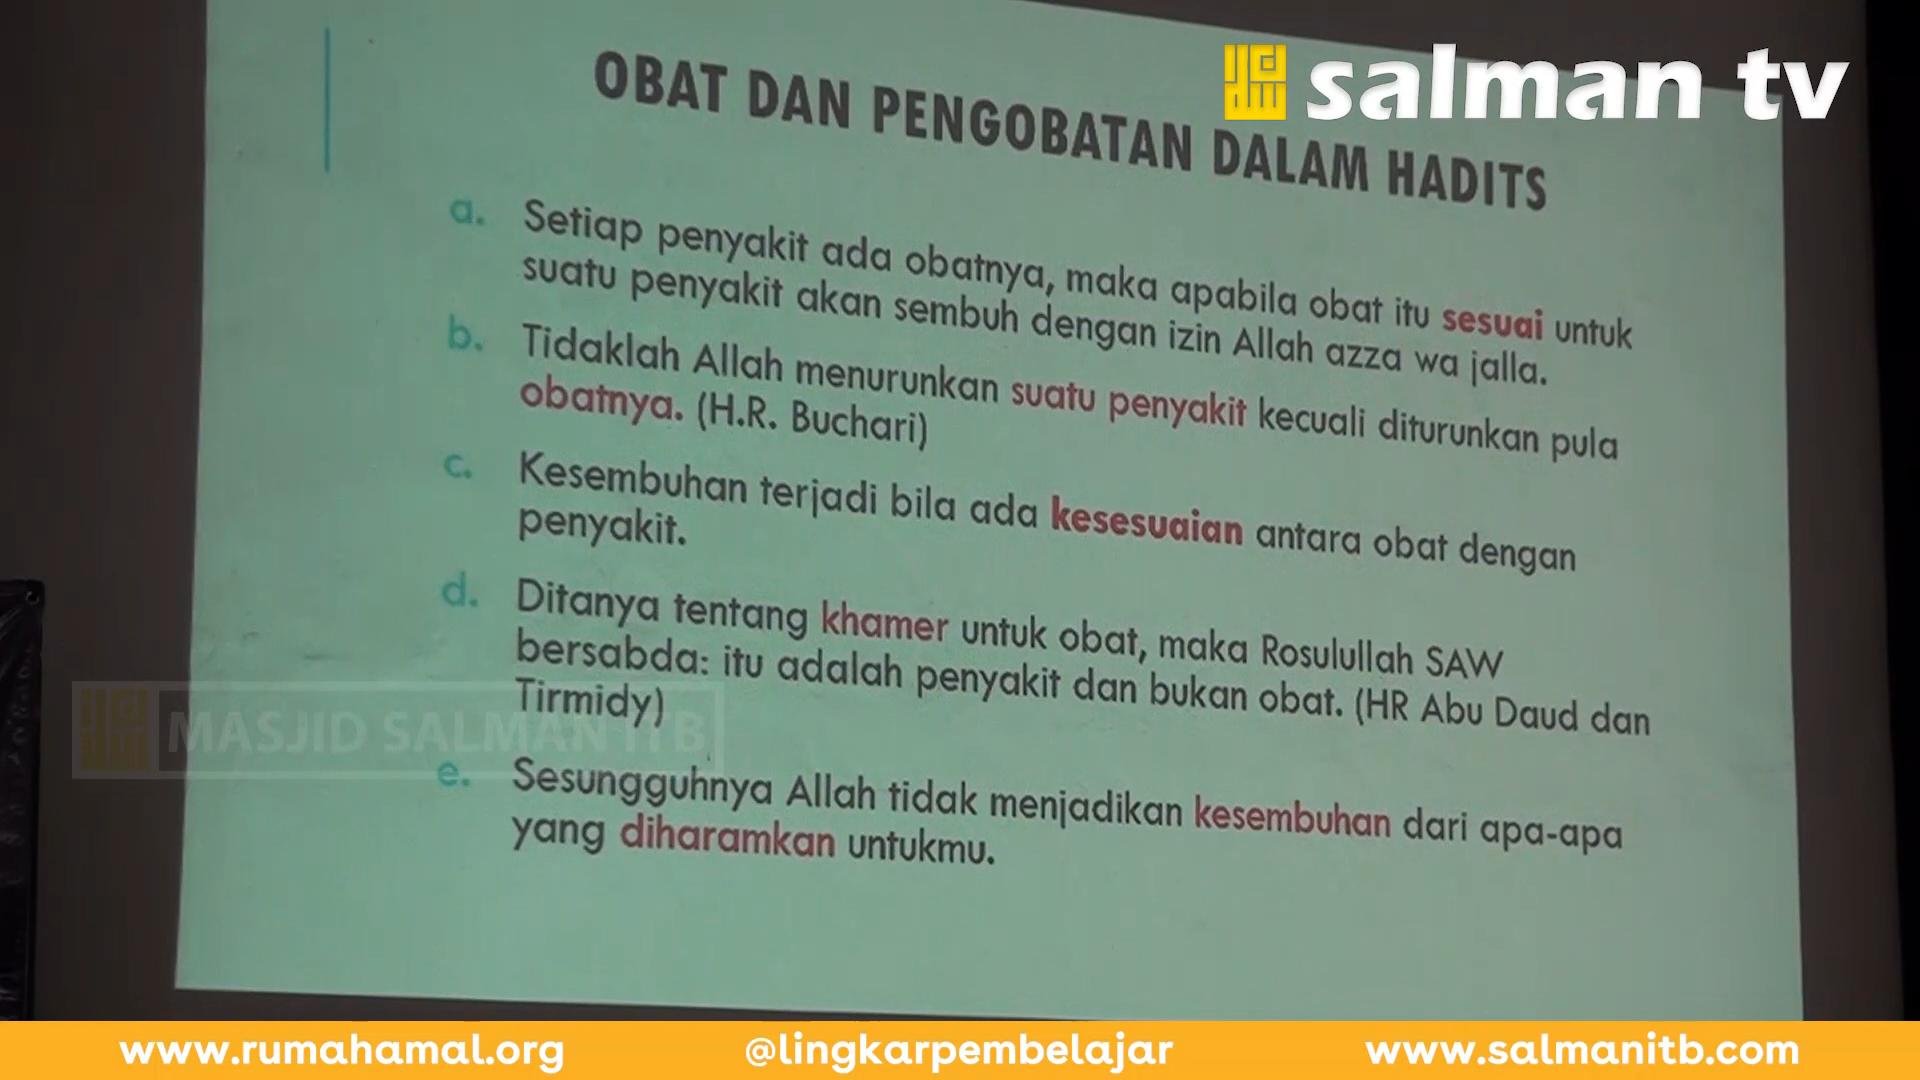 salman tv
OBAT DAN PENGOBATAN DALAM HADITS
a. Setiap penyakit ada obatnya, maka apabila obat itu sesuai untuk
suatu penyakit akan sembuh dengan izin Allah azza wa jalla.
b. Tidaklah Allah menurunkan suatu penyakit kecuali diturunkan pula
obatnya. (H.R. Buchari)
c. Kesembuhan terjadi bila ada kesesuaian antara obat dengan
penyakit.
d. Ditanya tentang khamer untuk obat, maka Rosulullah SAW
bersabda: itu adalah penyakit dan bukan obat. (HR Abu Daud dan
Tirmidy)
MASJID SALMAN ITB
e. Sesungguhnya Allah tidak menjadikan kesembuhan dari apa-apa
yang diharamkan untukmu.
www.rumahamal.org
@lingkarpembelajar
www.salmanitb.com